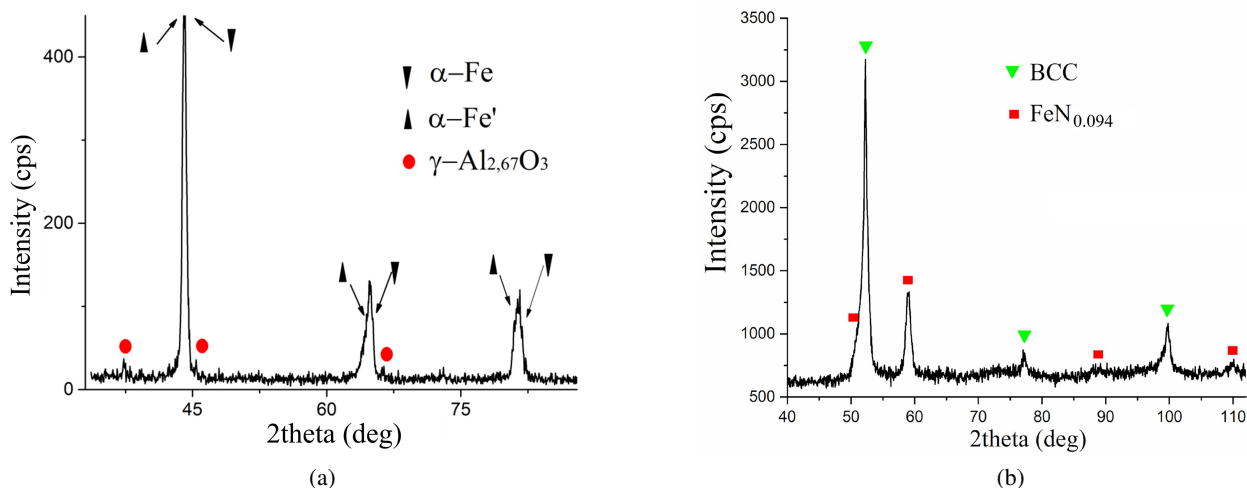 400
200
0
45
60
75
Intensity (cps)
2theta (deg)
α–Fe
α–Fe'
γ–Al2,67O3
(a)
3500
3000
2500
2000
1500
1000
500
40
50
60
70
80
90
100
110
Intensity (cps)
2theta (deg)
BCC
FeN0.094
(b)